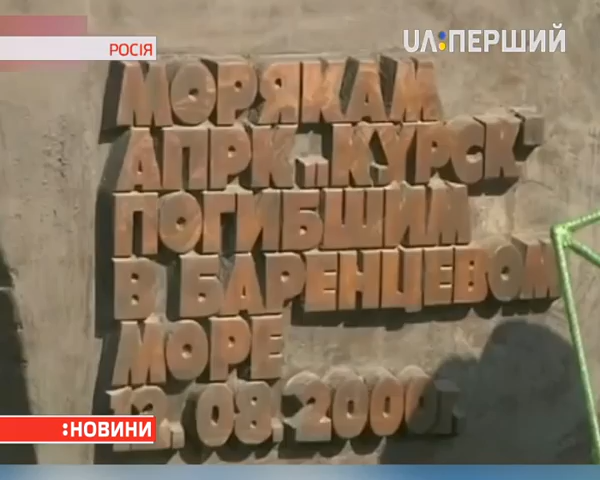 РОСІЯ
UA:ПЕРШИЙ
МОРЯКАМ
АПРК "КУРСК"
ПОГИБШИМ
В БАРЕНЦЕВОМ
МОРЕ
12.08.2000г.
:НОВИНИ